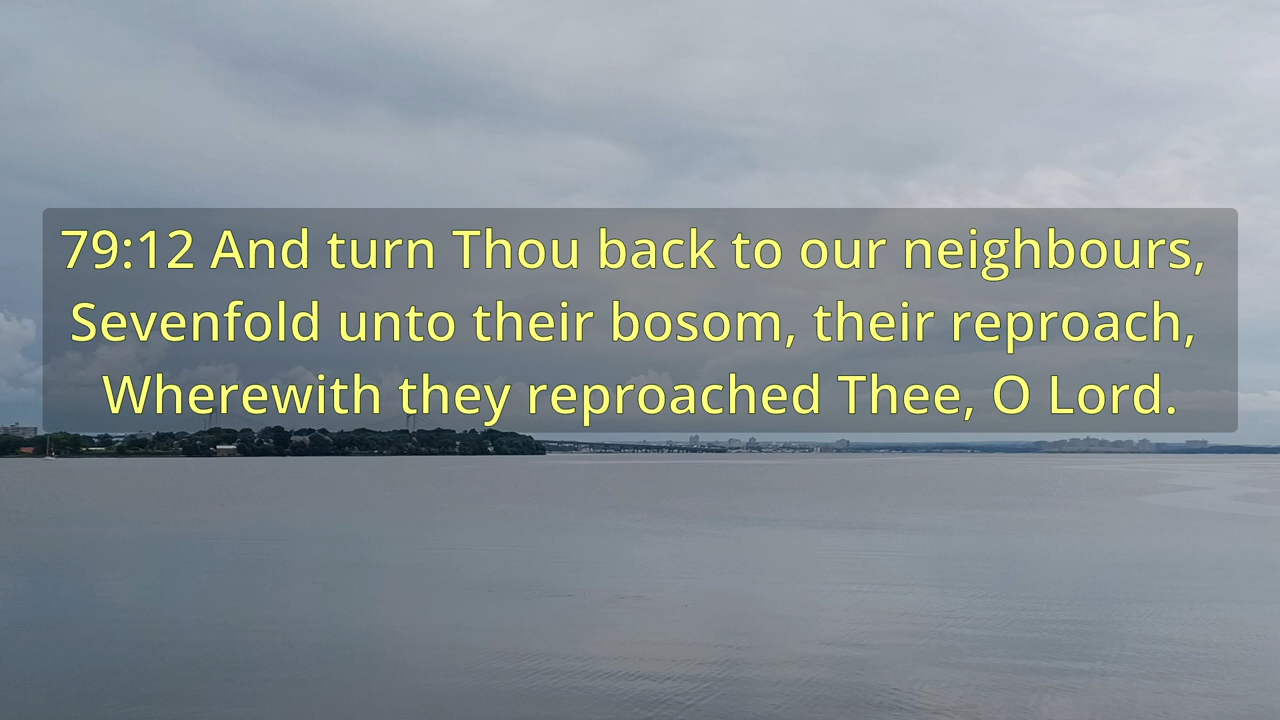 79:12 And turn Thou back to our neighbours,
Sevenfold unto their bosom, their reproach,
Wherewith they reproached Thee, O Lord.